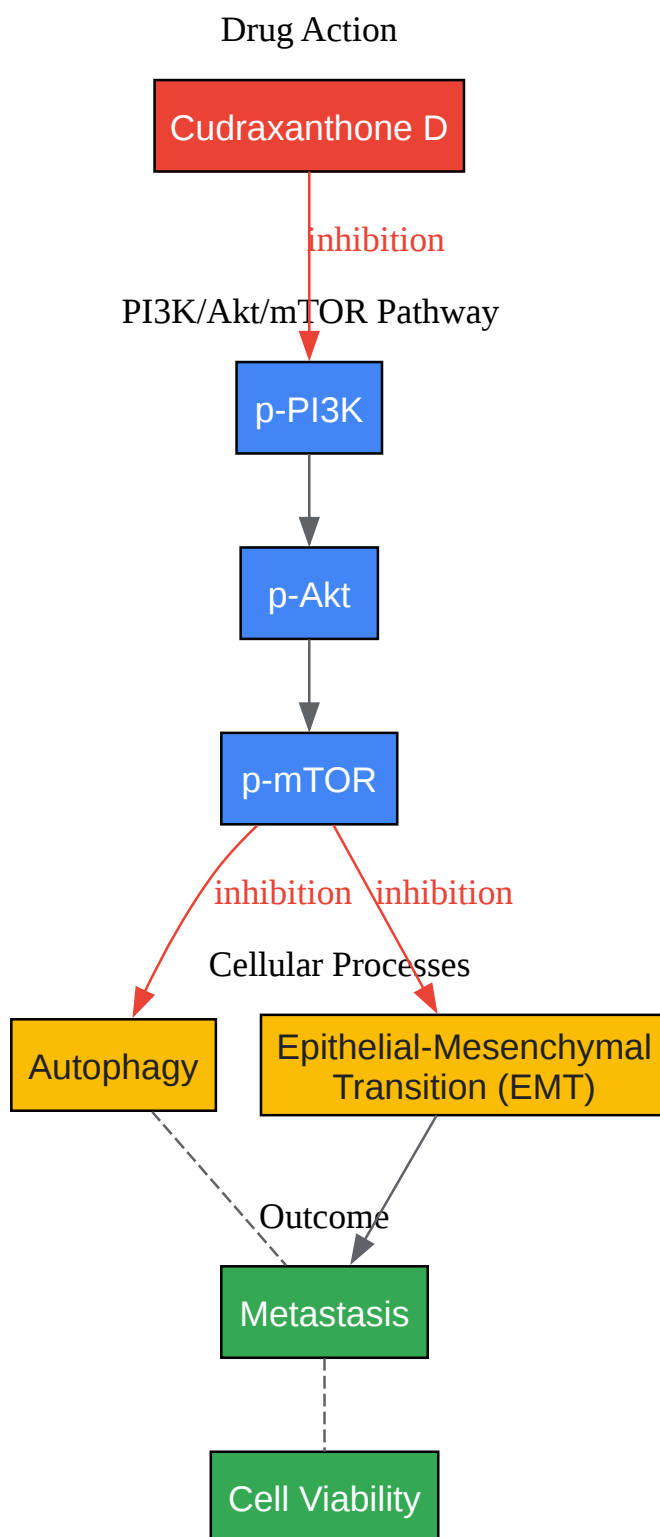 Drug Action
Cudraxanthone D
inhibition
PI3K/Akt/mTOR Pathway
p-PI3K
p-Akt
p-mTOR
inhibition
inhibition
Cellular Processes
Autophagy
Epithelial-Mesenchymal
Transition (EMT)
Outcome
Metastasis
Cell Viability